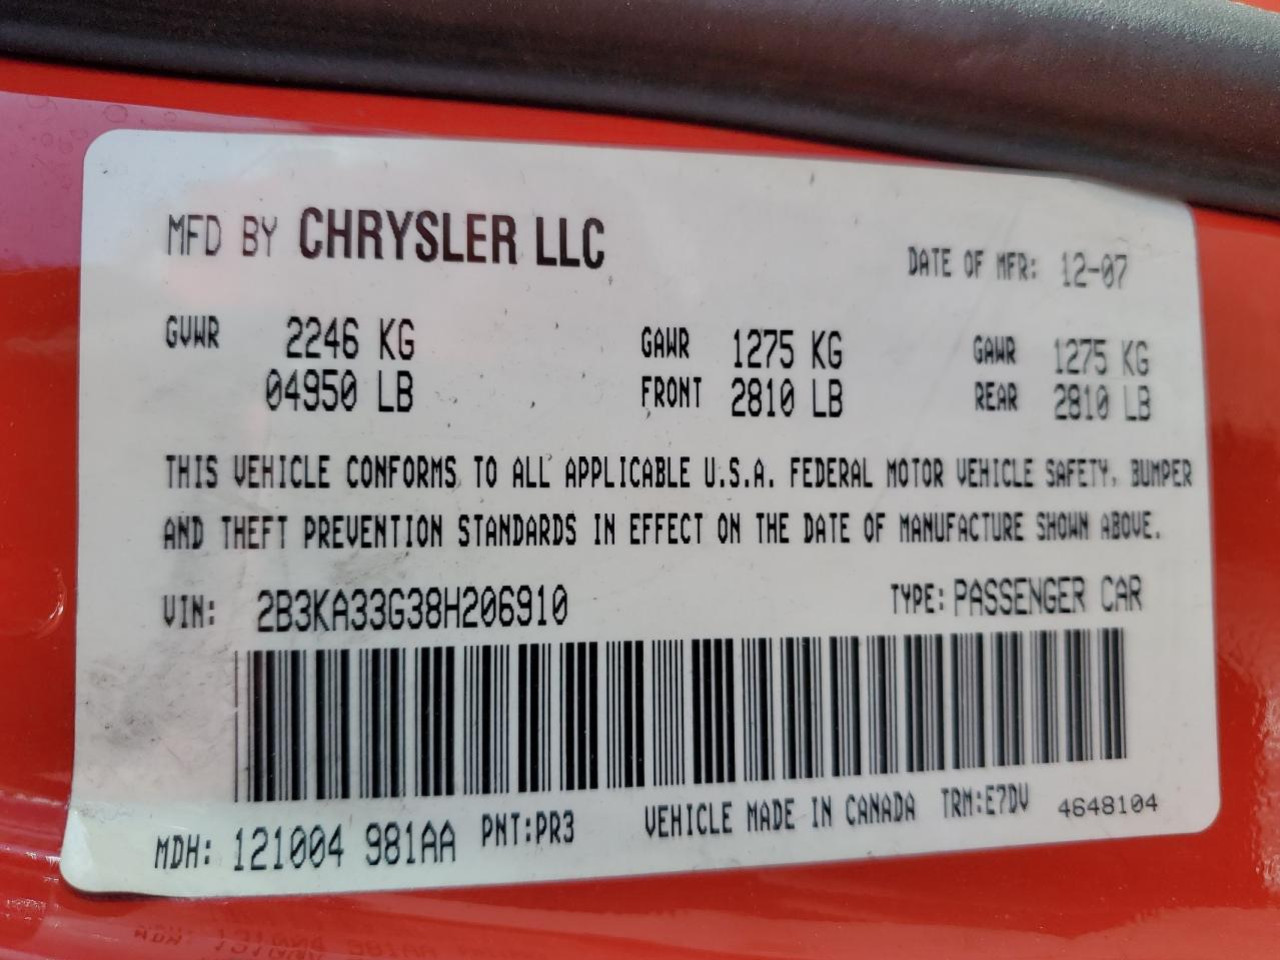 MFD BY CHRYSLER LLC DATE OF MFR: 12-07
GVWR 2246 KG GAWR 1275 KG GAWR 1275 KG
04950 LB FRONT 2810 LB REAR 2810 LB
THIS VEHICLE CONFORMS TO ALL APPLICABLE U.S.A. FEDERAL MOTOR VEHICLE SAFETY, BUMPER
AND THEFT PREVENTION STANDARDS IN EFFECT ON THE DATE OF MANUFACTURE SHOWN ABOVE.
VIN: 2B3KA33G38H206910 TYPE: PASSENGER CAR
MDH: 121004 981AA PNT:PR3 VEHICLE MADE IN CANADA TRM:E7DV 4648104